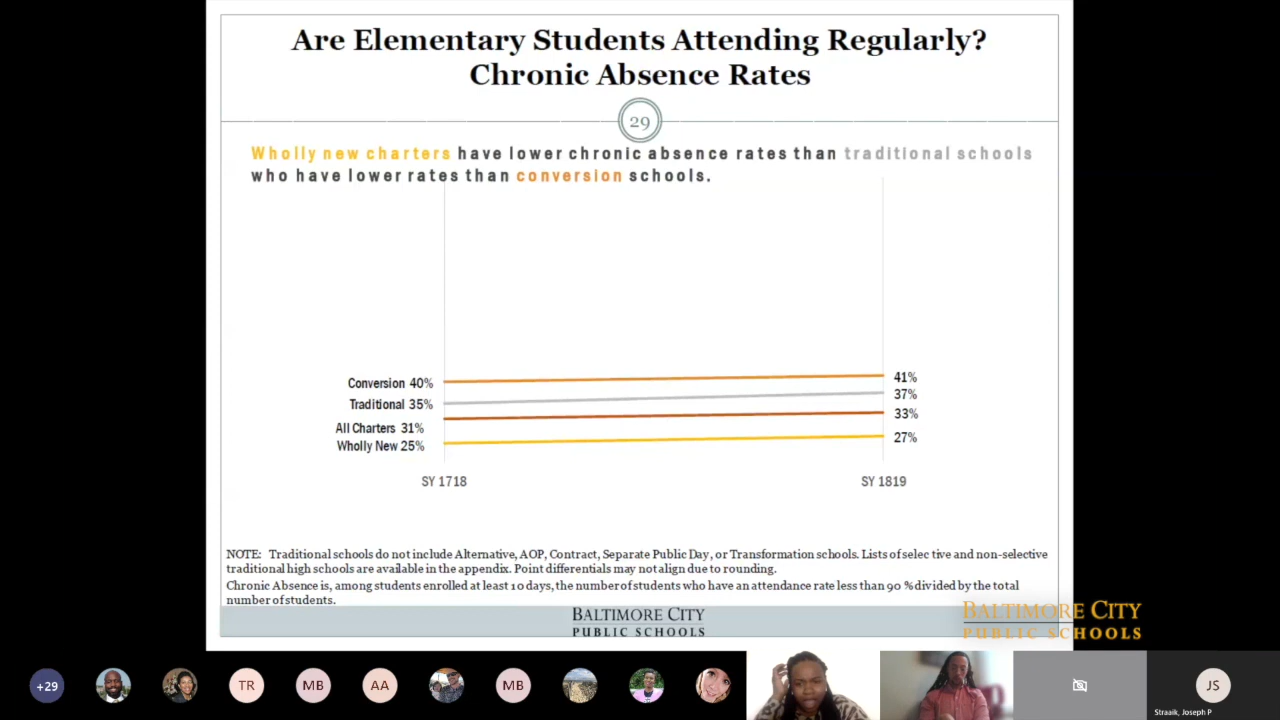 Are Elementary Students Attending Regularly?
Chronic Absence Rates
29
Wholly new charters have lower chronic absence rates than traditional schools
who have lower rates than conversion schools.
Conversion 40%
41%
Traditional 35%
37%
All Charters 31%
33%
Wholly New 25%
27%
SY 1718
SY 1819
NOTE: Traditional schools do not include Alternative, AOP, Contract, Separate Public Day, or Transformation schools. Lists of selec tive and non-selective
traditional high schools are available in the appendix. Point differentials may not align due to rounding.
Chronic Absence is, among students enrolled at least 10 days, the number of students who have an attendance rate less than 90 % divided by the total
number of students.
BALTIMORE CITY
PUBLIC SCHOOLS
BALTIMORE CITY
PUBLIC SCHOOLS
+29
TR
MB
AA
MB
JS
Straaik, Joseph P